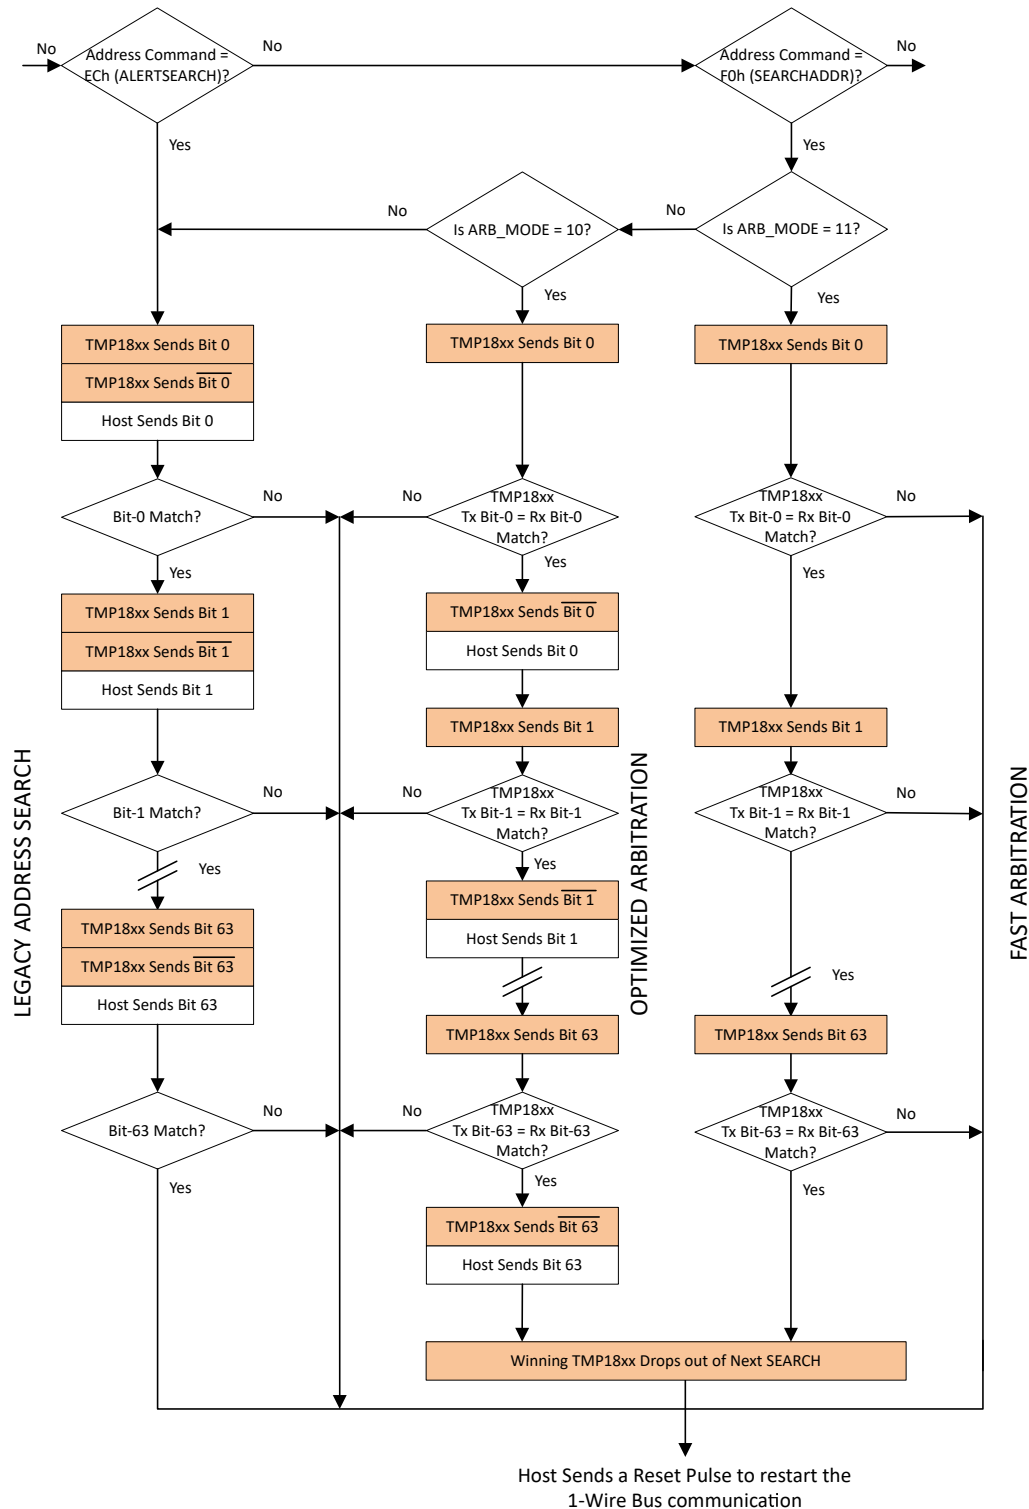 No
Address Command =
ECh (ALERTSEARCH)?
No
Address Command =
F0h (SEARCHADDR)?
No
Yes
Yes
No
Is ARB_MODE = 10?
No
Is ARB_MODE = 11?
Yes
Yes
TMP18xx Sends Bit 0
TMP18xx Sends Bit 0
Host Sends Bit 0
TMP18xx Sends Bit 0
TMP18xx Sends Bit 0
Bit-0 Match?
No
No
TMP18xx
Tx Bit-0 = Rx Bit-0
Match?
TMP18xx
Tx Bit-0 = Rx Bit-0
Match?
No
Yes
Yes
Yes
TMP18xx Sends Bit 1
TMP18xx Sends Bit 1
Host Sends Bit 1
TMP18xx Sends Bit 0
Host Sends Bit 0
TMP18xx Sends Bit 1
TMP18xx Sends Bit 1
Bit-1 Match?
No
No
TMP18xx
Tx Bit-1 = Rx Bit-1
Match?
TMP18xx
Tx Bit-1 = Rx Bit-1
Match?
No
Yes
Yes
Yes
TMP18xx Sends Bit 63
TMP18xx Sends Bit 63
Host Sends Bit 63
TMP18xx Sends Bit 1
Host Sends Bit 1
TMP18xx Sends Bit 63
TMP18xx Sends Bit 63
LEGACY ADDRESS SEARCH
OPTIMIZED ARBITRATION
FAST ARBITRATION
Bit-63 Match?
No
No
TMP18xx
Tx Bit-63 = Rx Bit-63
Match?
TMP18xx
Tx Bit-63 = Rx Bit-63
Match?
No
Yes
Yes
Yes
TMP18xx Sends Bit 63
Host Sends Bit 63
Winning TMP18xx Drops out of Next SEARCH
Host Sends a Reset Pulse to restart the
1-Wire Bus communication